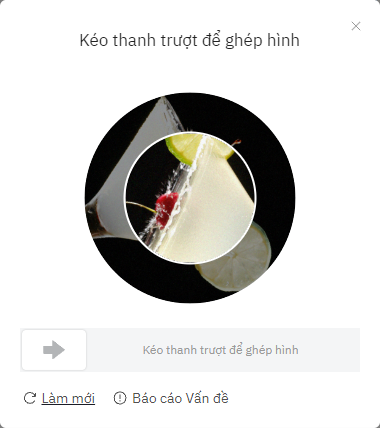 Kéo thanh trượt để ghép hình
Kéo thanh trượt để ghép hình
Làm mới Báo cáo Vấn đề